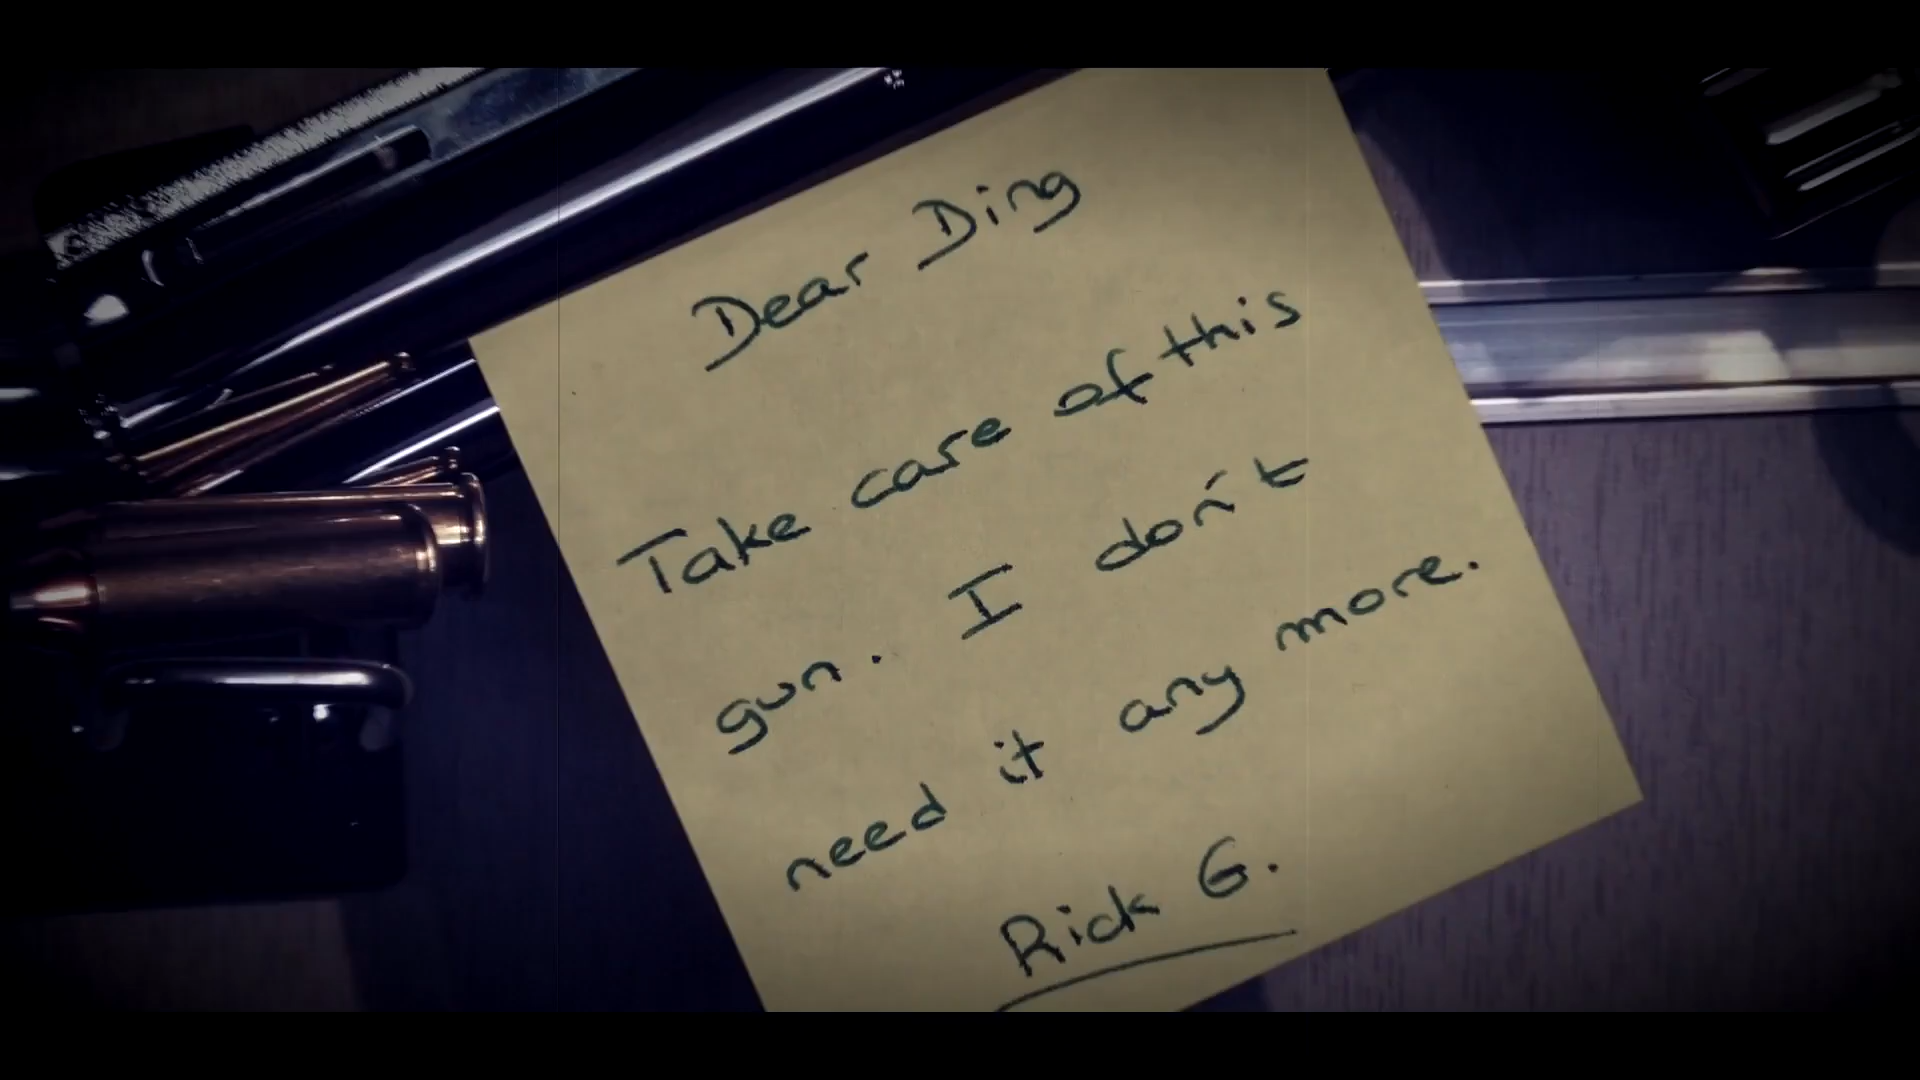 Dear Ding
Take care of this
gun. I don't
need it any more.
Rick G.